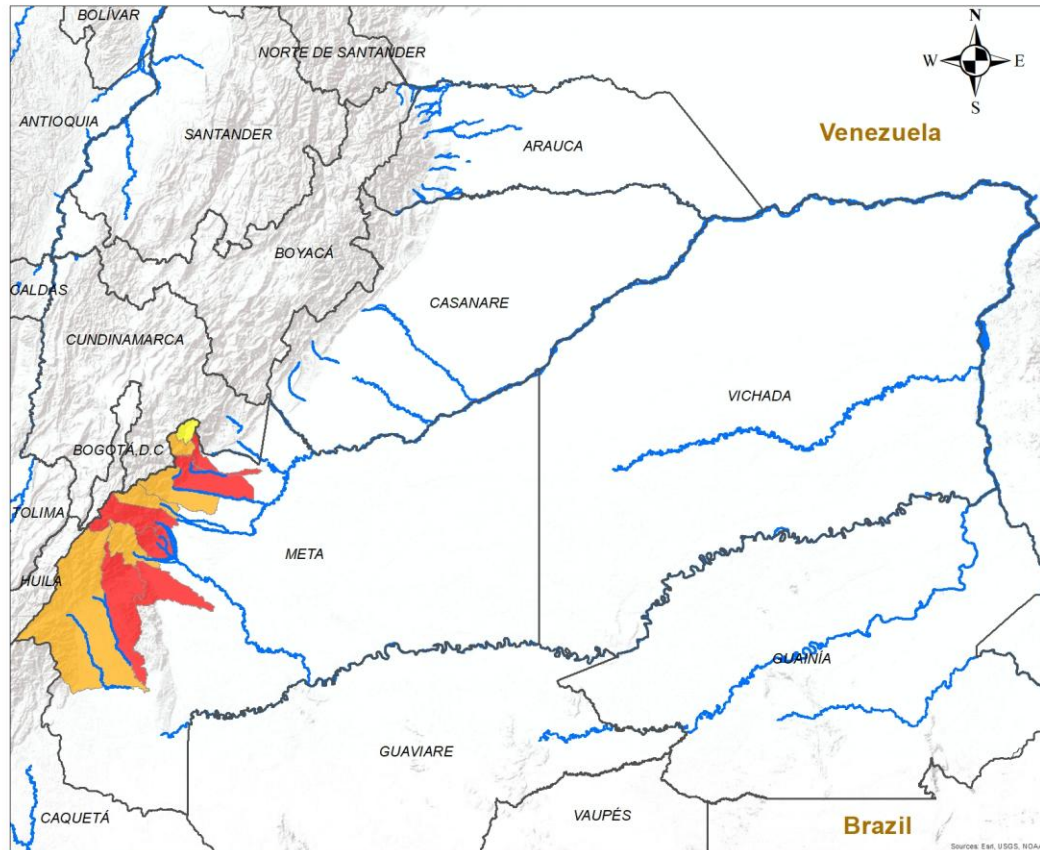 BOLÍVAR
N
NORTE DE SANTANDER
W E
S
ANTIOQUIA
SANTANDER
ARAUCA
Venezuela
BOYACÁ
CALDAS
CASANARE
CUNDINAMARCA
VICHADA
BOGOTÁ, D.C
TOLIMA
META
HUILA
GUAINÍA
GUAVIARE
CAQUETÁ
VAUPÉS
Brazil
Sources: Esri, USGS, NOAA